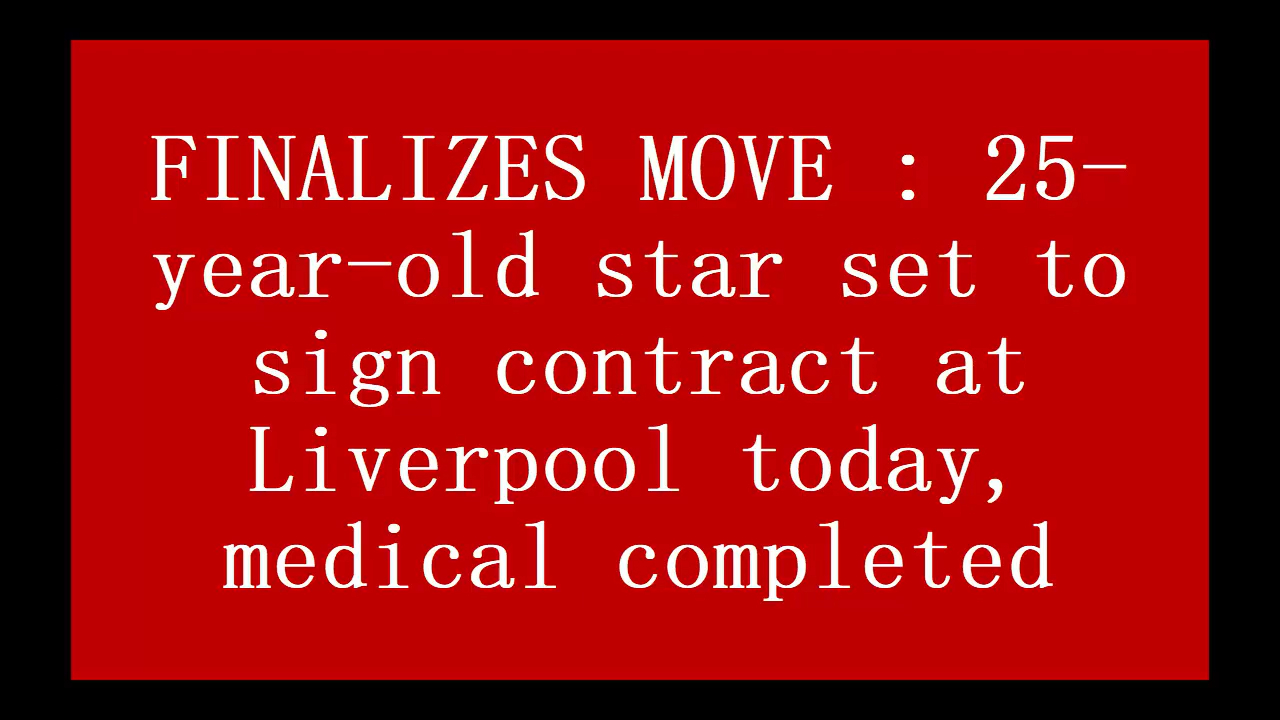 FINALIZES MOVE : 25-
year-old star set to
sign contract at
Liverpool today,
medical completed